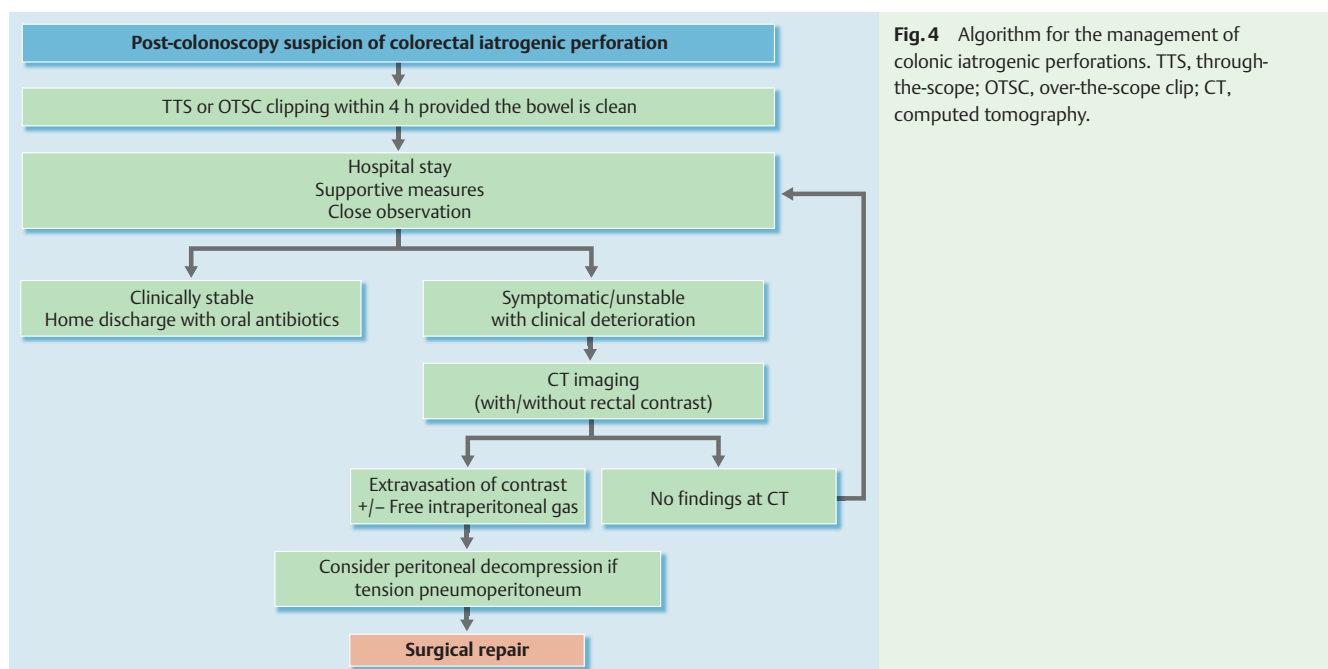 Post-colonoscopy suspicion of colorectal iatrogenic perforation
TTS or OTSC clipping within 4 h provided the bowel is clean
Hospital stay
Supportive measures
Close observation
Clinically stable
Home discharge with oral antibiotics
Symptomatic/unstable
with clinical deterioration
CT imaging
(with/without rectal contrast)
Extravasation of contrast
+/– Free intraperitoneal gas
No findings at CT
Consider peritoneal decompression if
tension pneumoperitoneum
Surgical repair
Fig. 4 Algorithm for the management of
colonic iatrogenic perforations. TTS, through-
the-scope; OTSC, over-the-scope clip; CT,
computed tomography.